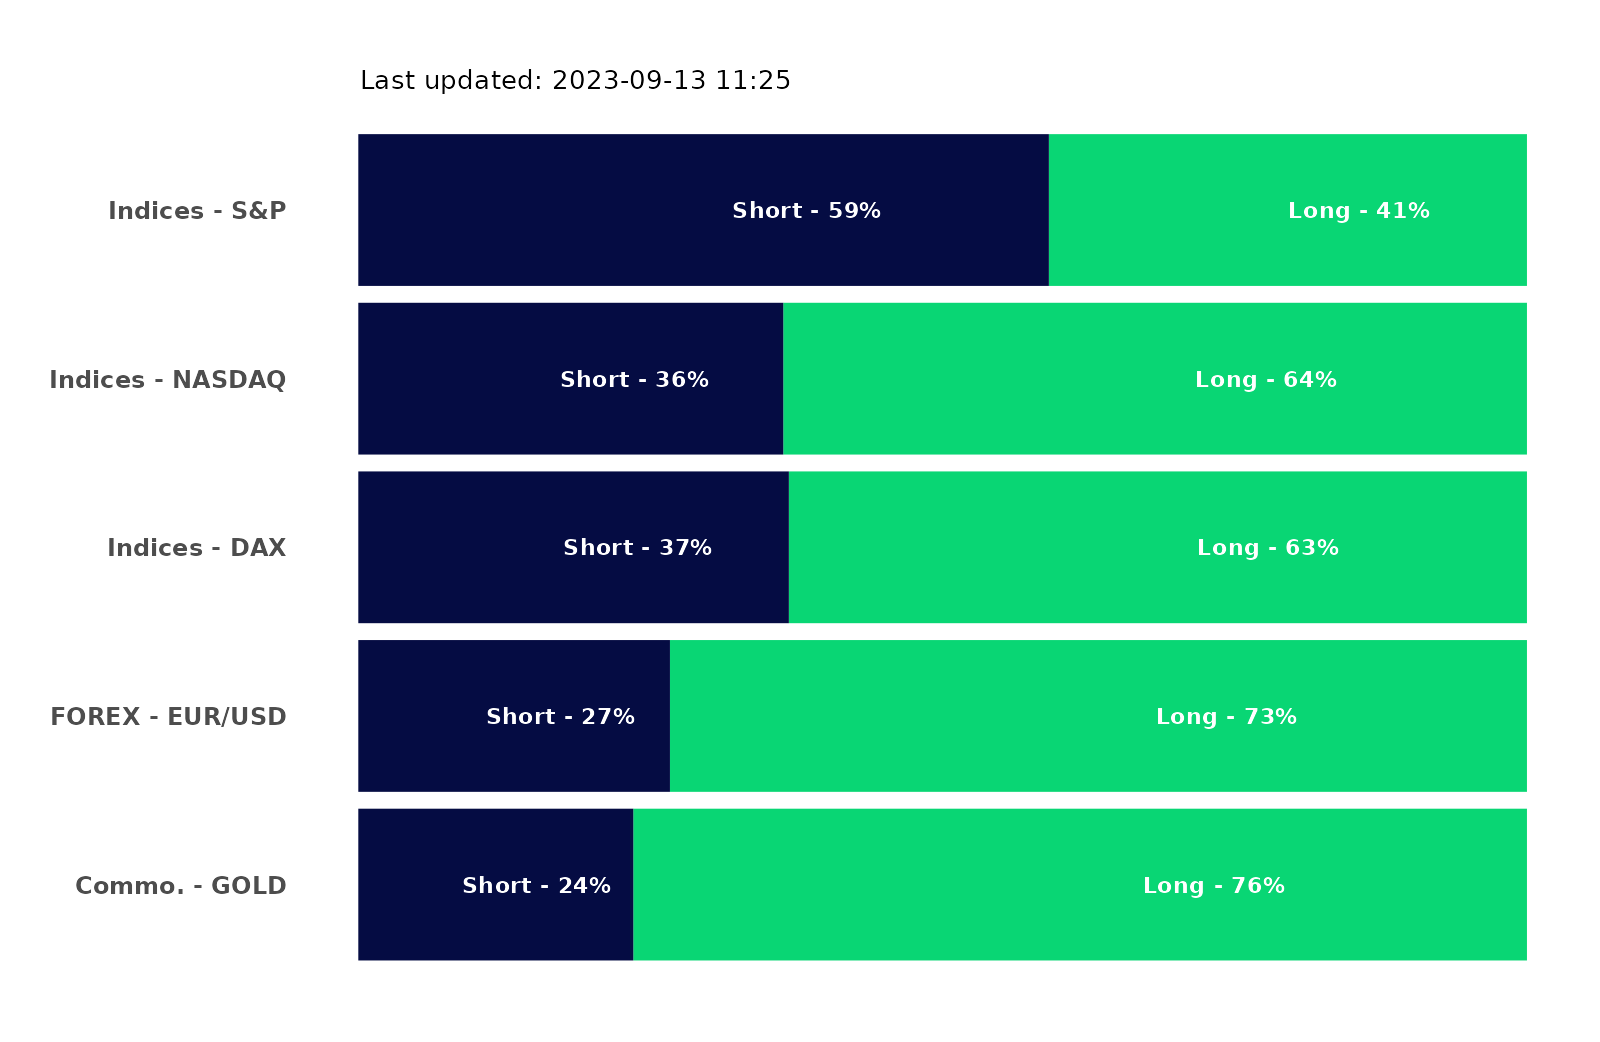 Last updated: 2023-09-13 11:25
Indices - S&P Short - 59% Long - 41%
Indices - NASDAQ Short - 36% Long - 64%
Indices - DAX Short - 37% Long - 63%
FOREX - EUR/USD Short - 27% Long - 73%
Commo. - GOLD Short - 24% Long - 76%